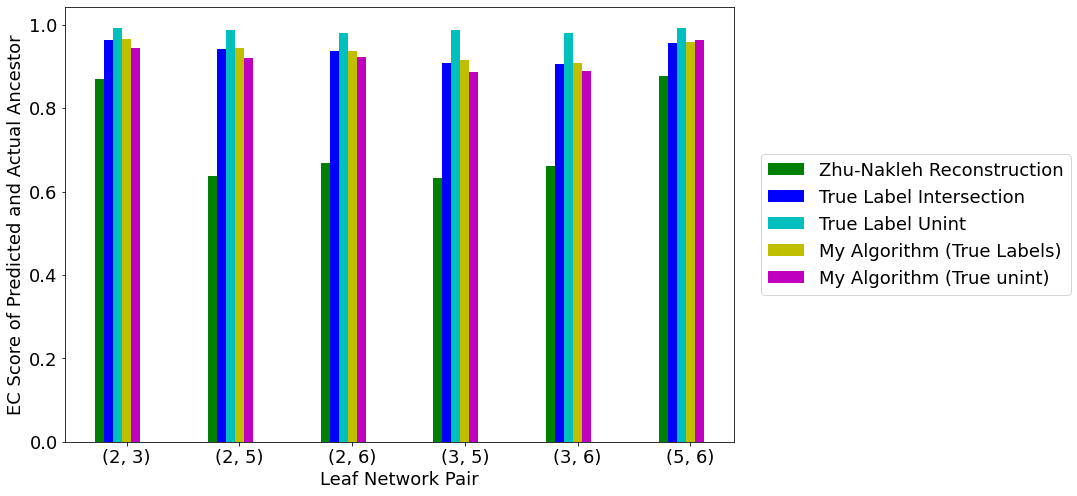 EC Score of Predicted and Actual Ancestor
1.0
0.8
0.6
0.4
0.2
0.0
(2, 3) (2, 5) (2, 6) (3, 5) (3, 6) (5, 6)
Leaf Network Pair
Zhu-Nakleh Reconstruction
True Label Intersection
True Label Unint
My Algorithm (True Labels)
My Algorithm (True unint)